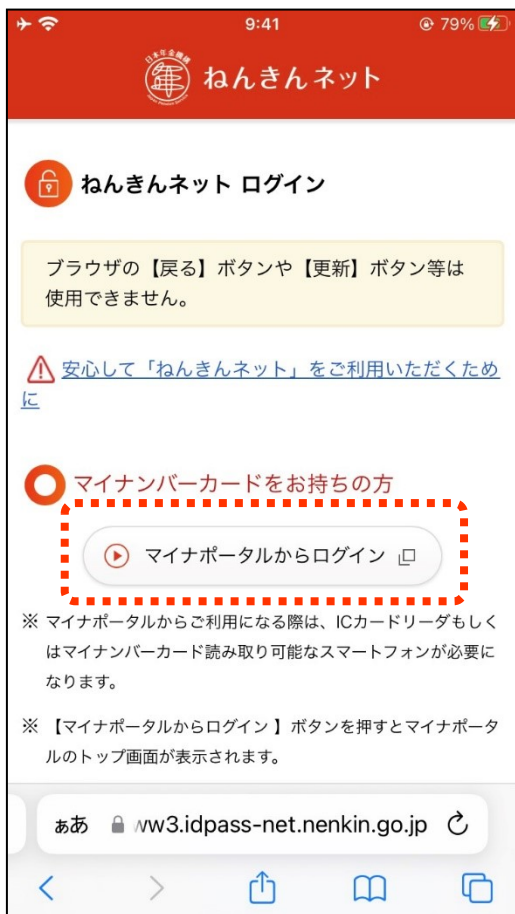 9:41
79%
日本年金機構
ねんきんネット
ねんきんネット ログイン
ブラウザの【戻る】ボタンや【更新】ボタン等は
使用できません。
安心して「ねんきんネット」をご利用いただくため
に
マイナンバーカードをお持ちの方
マイナポータルからログイン
※ マイナポータルからご利用になる際は、ICカードリーダもしく
はマイナンバーカード読み取り可能なスマートフォンが必要に
なります。
※ 【マイナポータルからログイン 】ボタンを押すとマイナポータ
ルのトップ画面が表示されます。
ぁあ ww3.idpass-net.nenkin.go.jp